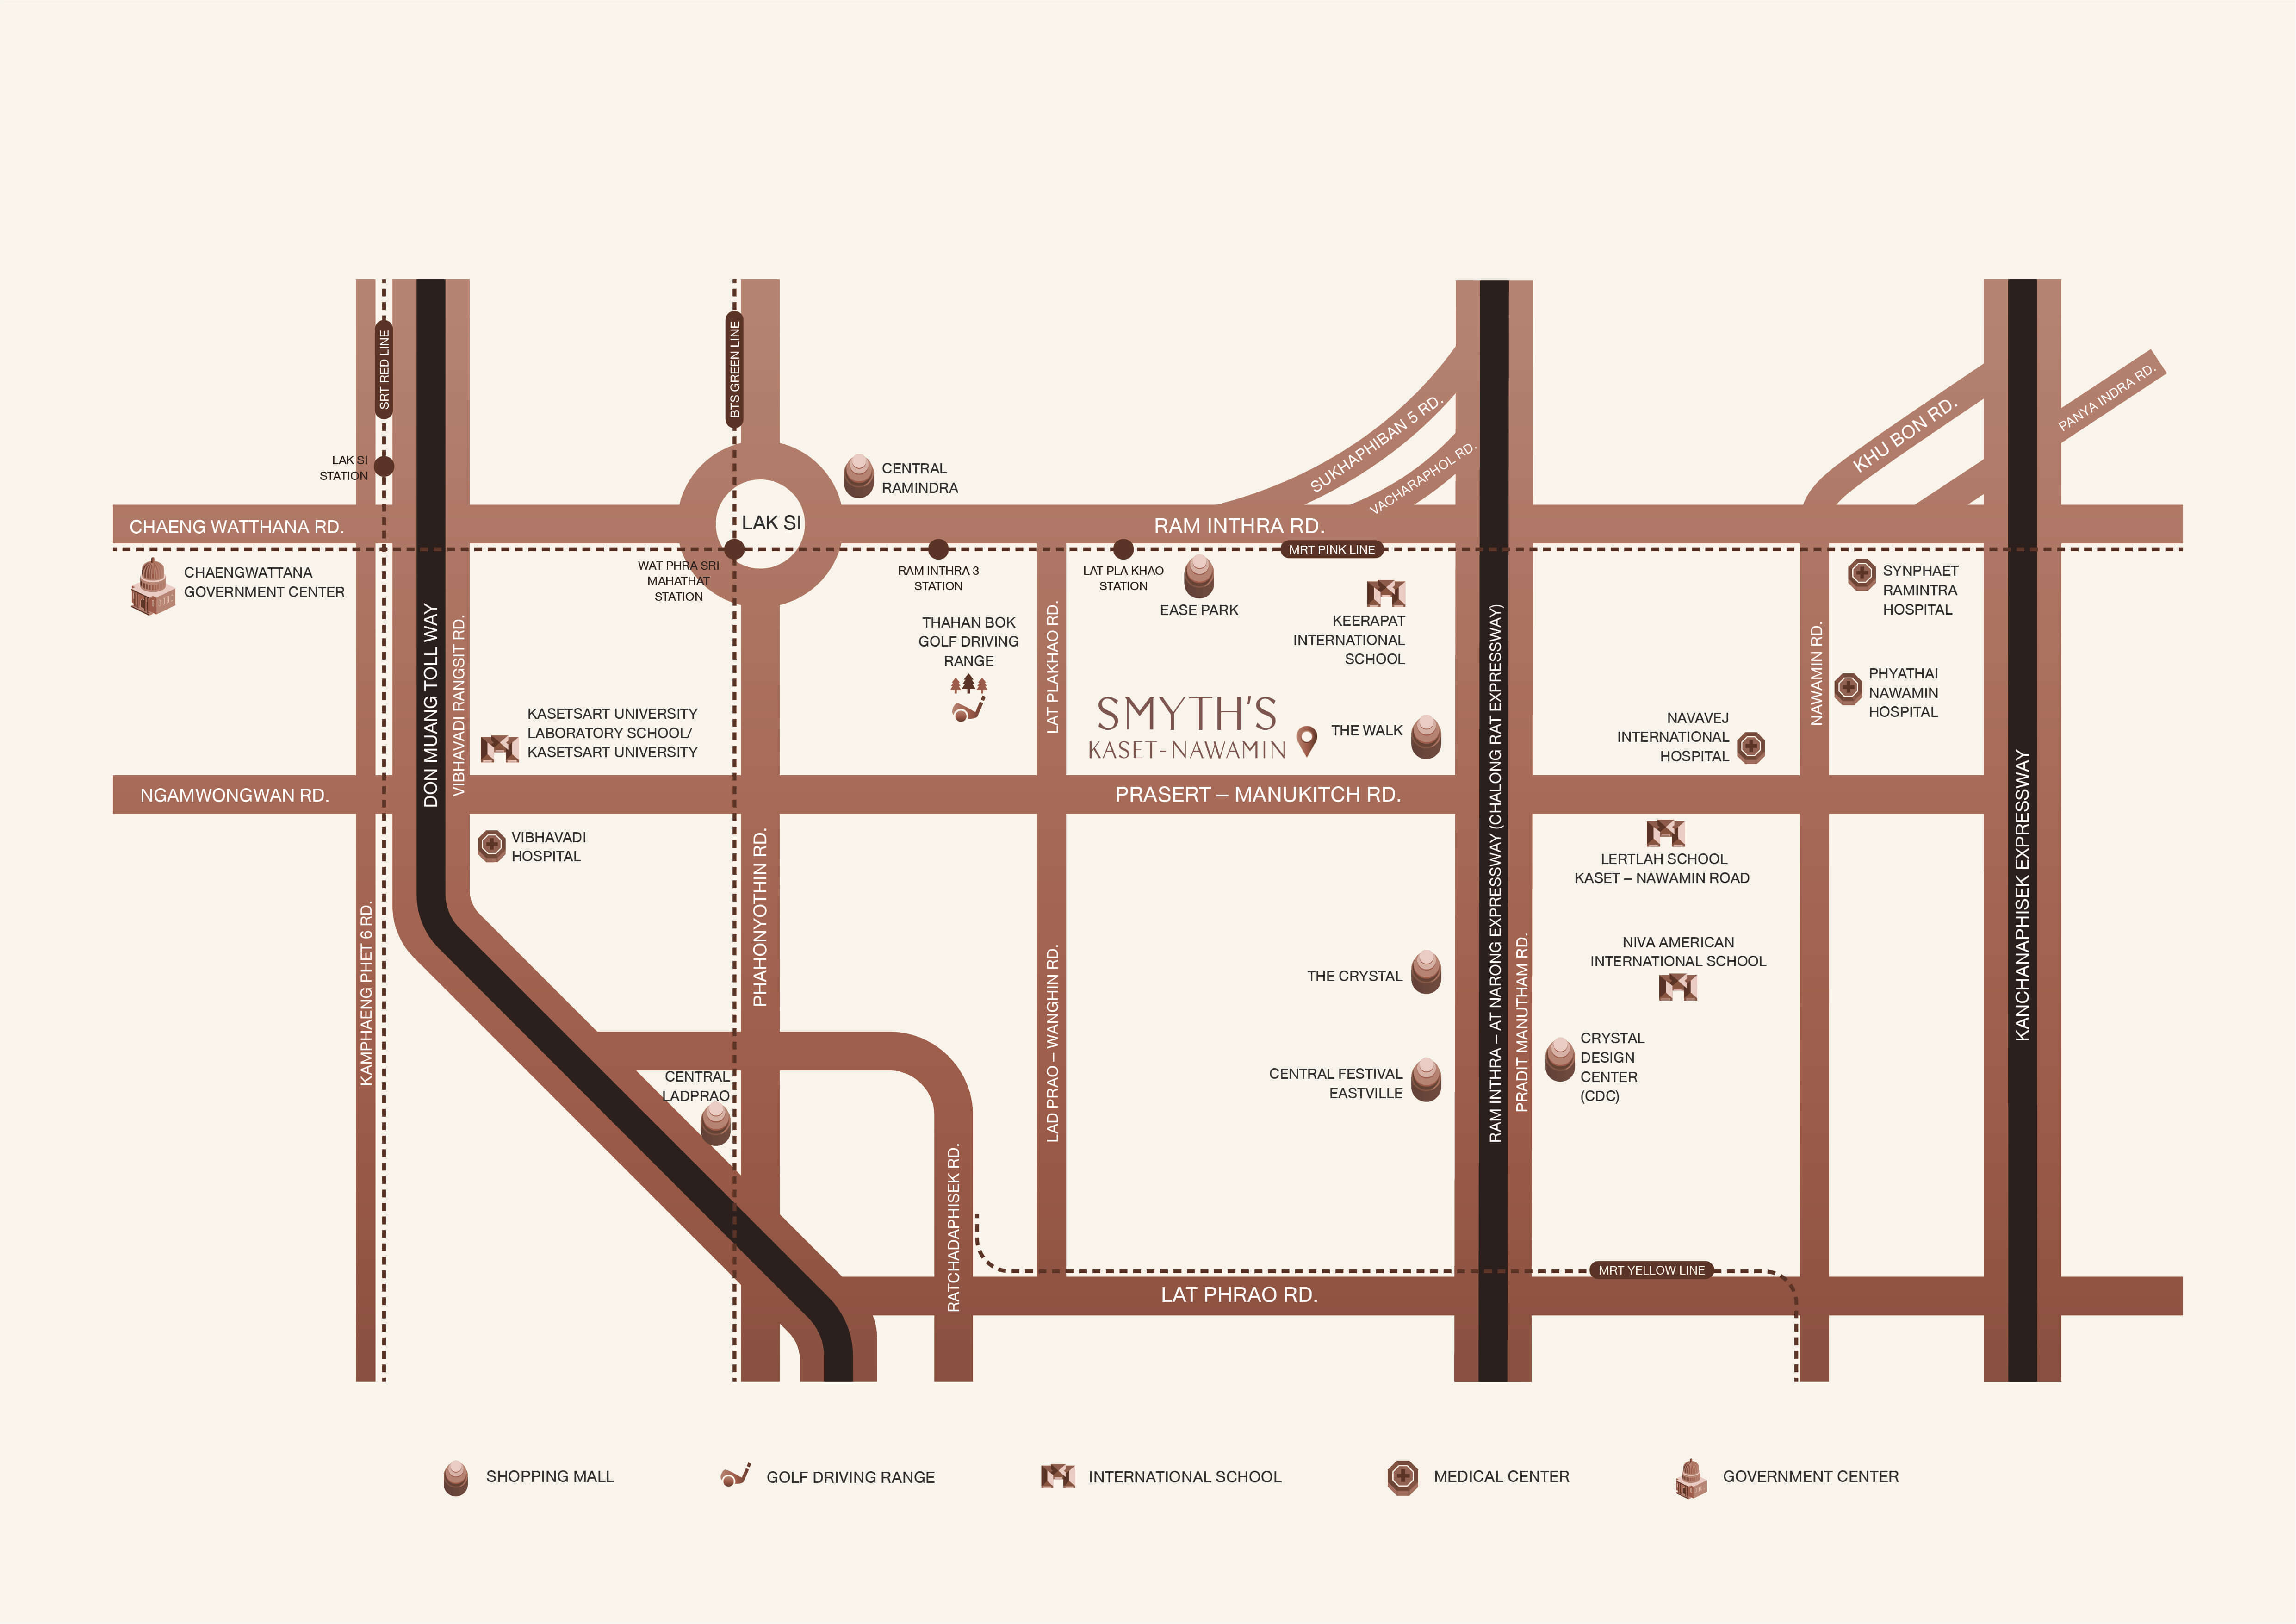 SRT RED LINE
BTS GREEN LINE
LAK SI
STATION
CENTRAL
RAMINDRA
SUKHAPHIBAN 5 RD.
VACHARAPHOL RD.
KHU BON RD.
PANYA INDRA RD.
CHAENG WATTHANA RD.
LAK SI
RAM INTHRA RD.
MRT PINK LINE
CHAENGWATTANA
GOVERNMENT CENTER
WAT PHRA SRI
MAHATHAT
STATION
RAM INTHRA 3
STATION
LAT PLA KHAO
STATION
EASE PARK
KEERAPAT
INTERNATIONAL
SCHOOL
SYNPHAET
RAMINTRA
HOSPITAL
THAHAN BOK
GOLF DRIVING
RANGE
LAT PLAKHAO RD.
NAWAMIN RD.
PHYATHAI
NAWAMIN
HOSPITAL
DON MUANG TOLL WAY
VIBHAVADI RANGSIT RD.
KASETSART UNIVERSITY
LABORATORY SCHOOL/
KASETSART UNIVERSITY
SMYTH'S
KASET-NAWAMIN
THE WALK
NAVAVEJ
INTERNATIONAL
HOSPITAL
NGAMWONGWAN RD.
PRASERT – MANUKITCH RD.
RAM INTHRA – AT NARONG EXPRESSWAY (CHALONG RAT EXPRESSWAY)
KANCHANAPHISEK EXPRESSWAY
VIBHAVADI
HOSPITAL
PHAHONYOTHIN RD.
LERTLAH SCHOOL
KASET – NAWAMIN ROAD
KAMPHAENG PHET 6 RD.
LAD PRAO – WANGHIN RD.
THE CRYSTAL
PRADIT MANUTHAM RD.
NIVA AMERICAN
INTERNATIONAL SCHOOL
CENTRAL
LADPRAO
CENTRAL FESTIVAL
EASTVILLE
CRYSTAL
DESIGN
CENTER
(CDC)
RATCHADAPHISEK RD.
MRT YELLOW LINE
LAT PHRAO RD.
SHOPPING MALL
GOLF DRIVING RANGE
INTERNATIONAL SCHOOL
MEDICAL CENTER
GOVERNMENT CENTER